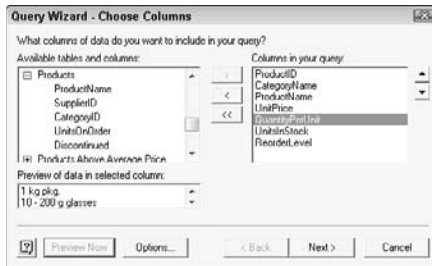 Query Wizard - Choose Columns
What columns of data do you want to include in your query?
Available tables and columns:
Columns in your query:
Products
ProductName
SupplierID
CategoryID
UnitsOnOrder
Discontinued
Products Above Average Price
>
<
<<
ProductID
CategoryName
ProductName
UnitPrice
QuantityPerUnit
UnitsInStock
ReorderLevel
Preview of data in selected column:
1 kg pkg.
10 - 200 g glasses
Preview Now
Options...
< Back
Next >
Cancel